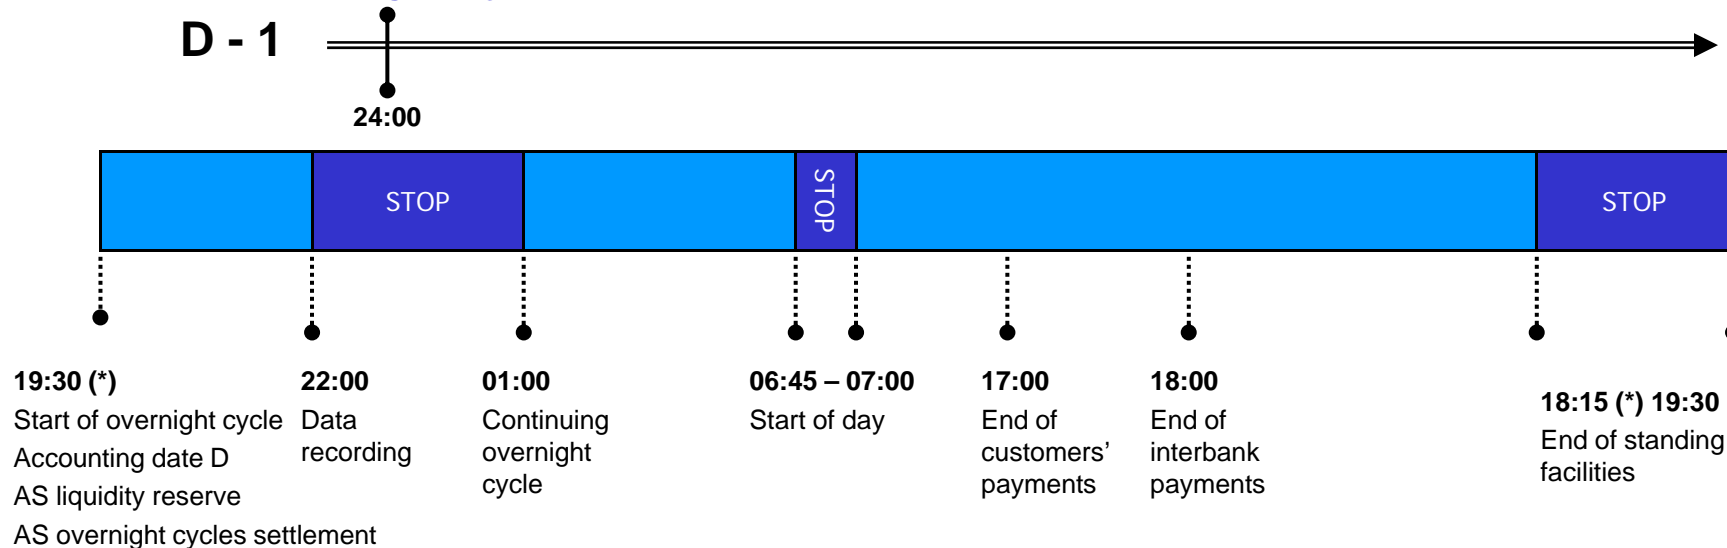 D - 1
24:00
STOP
STOP
STOP
19:30 (*)
Start of overnight cycle
Accounting date D
AS liquidity reserve
AS overnight cycles settlement
22:00
Data
recording
01:00
Continuing
overnight
cycle
06:45 – 07:00
Start of day
17:00
End of
customers’
payments
18:00
End of
interbank
payments
18:15 (*) 19:30
End of standing
facilities